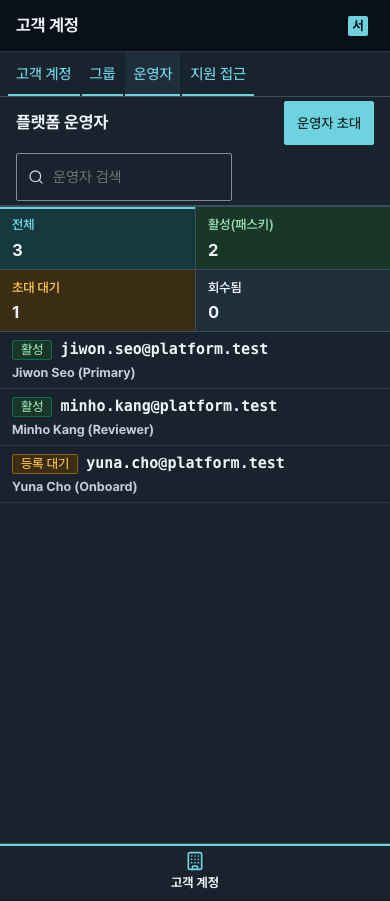 고객 계정
서
고객 계정 그룹 운영자 지원 접근
플랫폼 운영자
운영자 초대
운영자 검색
전체
3
활성(패스키)
2
초대 대기
1
회수됨
0
활성 jiwon.seo@platform.test
Jiwon Seo (Primary)
활성 minho.kang@platform.test
Minho Kang (Reviewer)
등록 대기 yuna.cho@platform.test
Yuna Cho (Onboard)
고객 계정